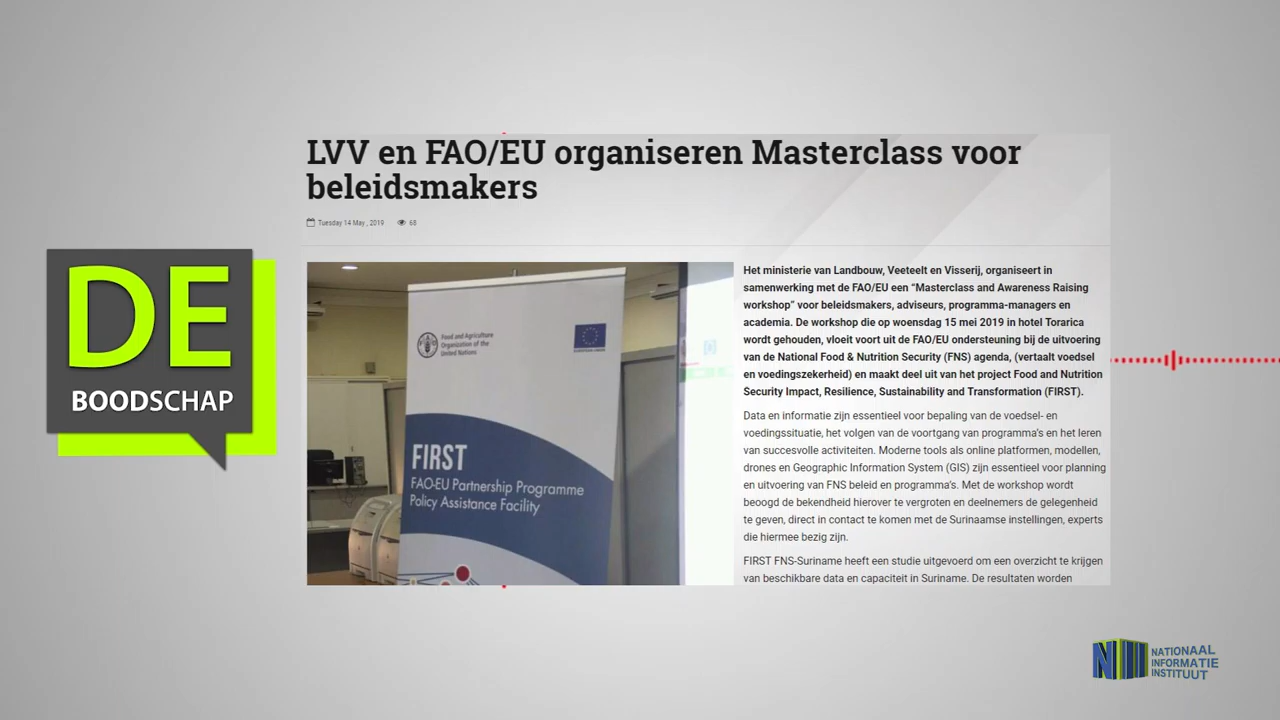 LVV en FAO/EU organiseren Masterclass voor
beleidsmakers
Tuesday 14 May , 2019
68
DE
BOODSCHAP
Food and Agriculture
Organization of the
United Nations
EUROPEAN UNION
FIRST
FAO-EU Partnership Programme
Policy Assistance Facility
Het ministerie van Landbouw, Veeteelt en Visserij, organiseert in
samenwerking met de FAO/EU een “Masterclass and Awareness Raising
workshop” voor beleidsmakers, adviseurs, programma-managers en
academia. De workshop die op woensdag 15 mei 2019 in hotel Torarica
wordt gehouden, vloeit voort uit de FAO/EU ondersteuning bij de uitvoering
van de National Food & Nutrition Security (FNS) agenda, (vertaalt voedsel
en voedingszekerheid) en maakt deel uit van het project Food and Nutrition
Security Impact, Resilience, Sustainability and Transformation (FIRST).
Data en informatie zijn essentieel voor bepaling van de voedsel- en
voedingssituatie, het volgen van de voortgang van programma’s en het leren
van succesvolle activiteiten. Moderne tools als online platformen, modellen,
drones en Geographic Information System (GIS) zijn essentieel voor planning
en uitvoering van FNS beleid en programma’s. Met de workshop wordt
beoogd de bekendheid hierover te vergroten en deelnemers de gelegenheid
te geven, direct in contact te komen met de Surinaamse instellingen, experts
die hiermee bezig zijn.
FIRST FNS-Suriname heeft een studie uitgevoerd om een overzicht te krijgen
van beschikbare data en capaciteit in Suriname. De resultaten worden
NII
NATIONAAL
INFORMATIE
INSTITUUT